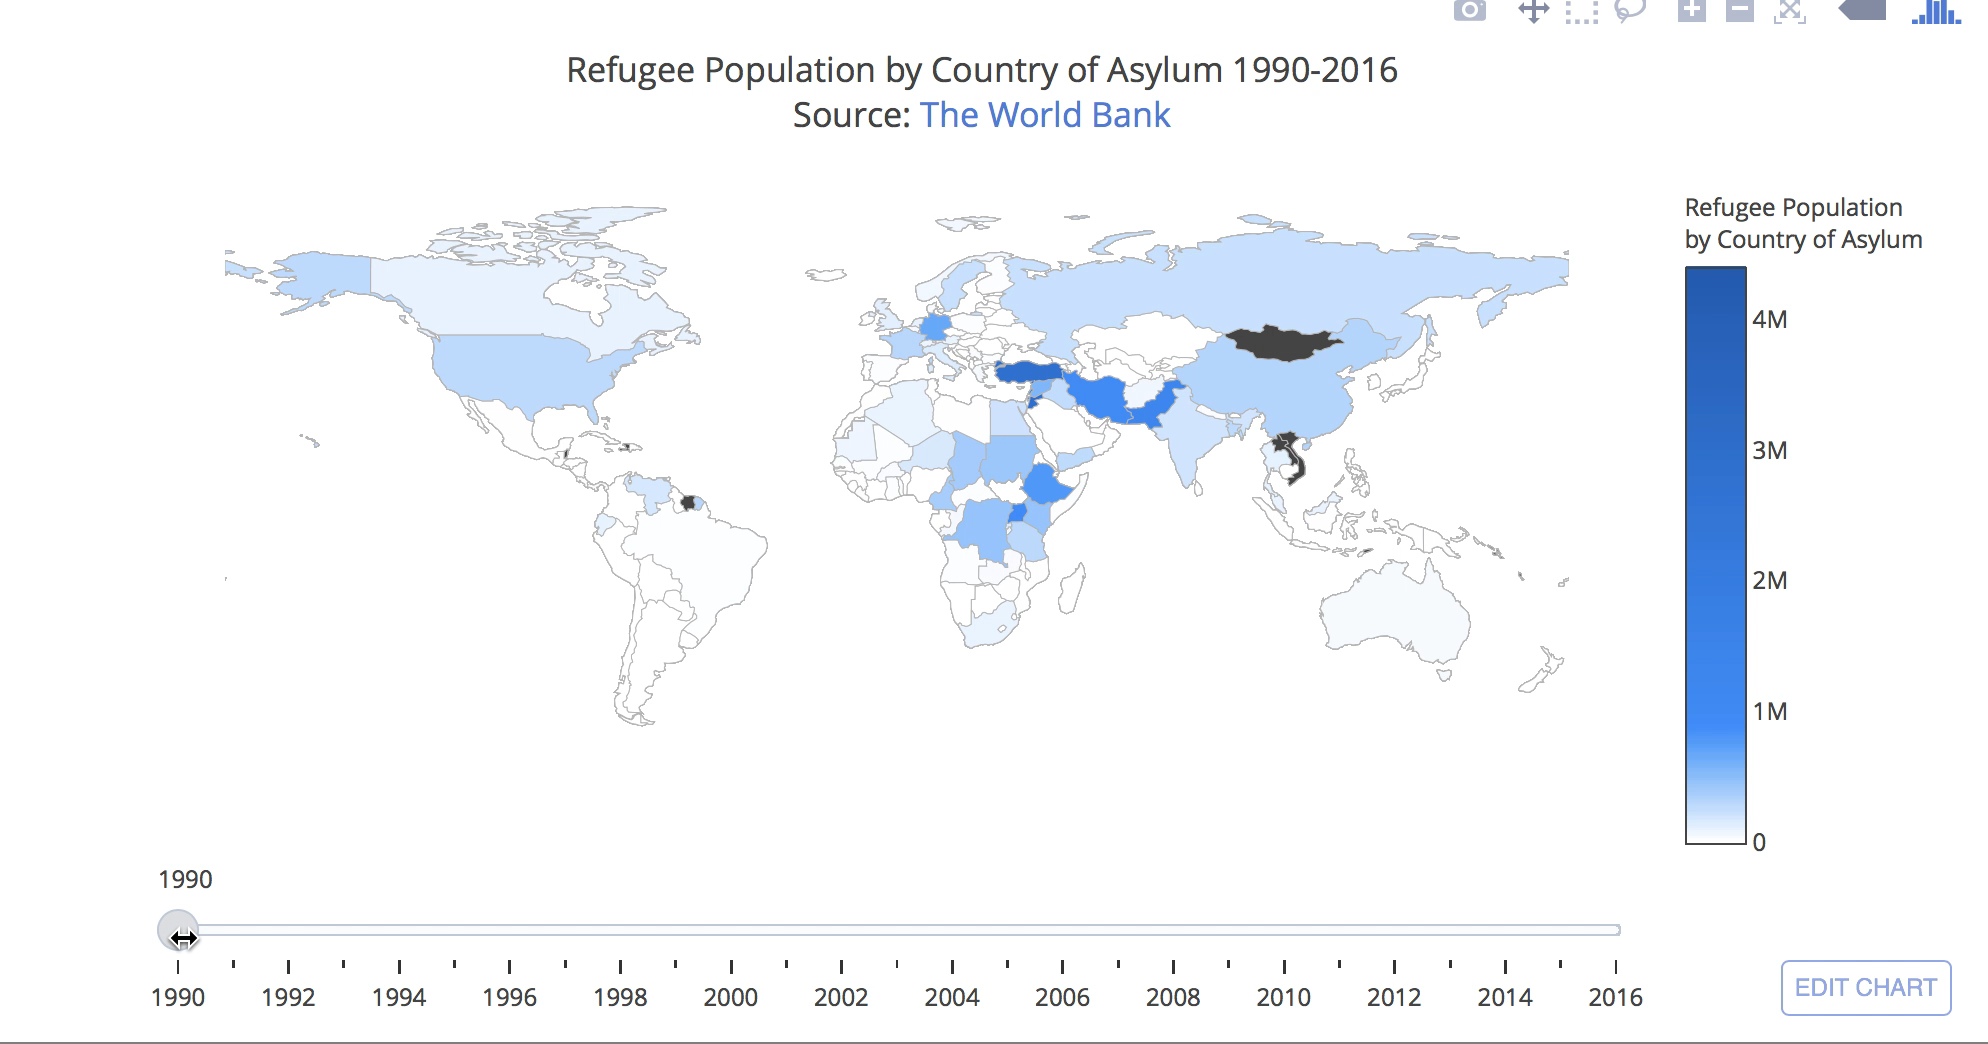 Refugee Population by Country of Asylum 1990-2016
Source: The World Bank
Refugee Population
by Country of Asylum
4M
3M
2M
1M
0
1990
1990 1992 1994 1996 1998 2000 2002 2004 2006 2008 2010 2012 2014 2016
EDIT CHART